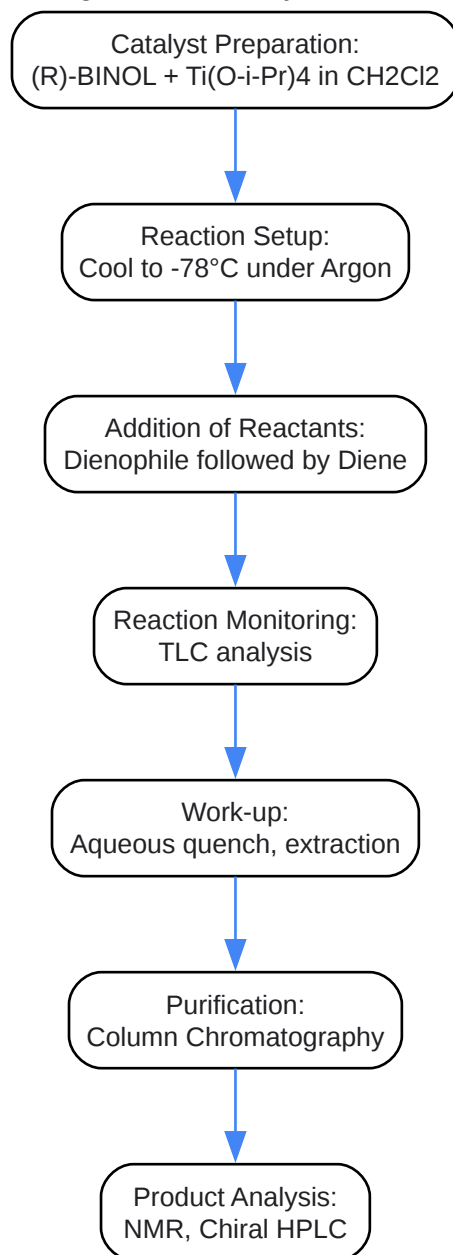 Catalyst Preparation:
(R)-BINOL + Ti(O-i-Pr)4 in CH2Cl2
Reaction Setup:
Cool to -78°C under Argon
Addition of Reactants:
Dienophile followed by Diene
Reaction Monitoring:
TLC analysis
Work-up:
Aqueous quench, extraction
Purification:
Column Chromatography
Product Analysis:
NMR, Chiral HPLC